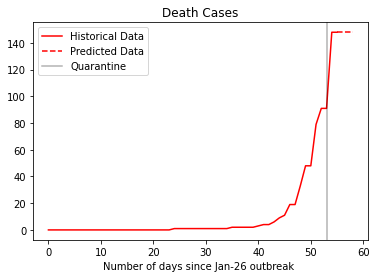 Death Cases
Historical Data
Predicted Data
Quarantine
140
120
100
80
60
40
20
0
0 10 20 30 40 50 60
Number of days since Jan-26 outbreak